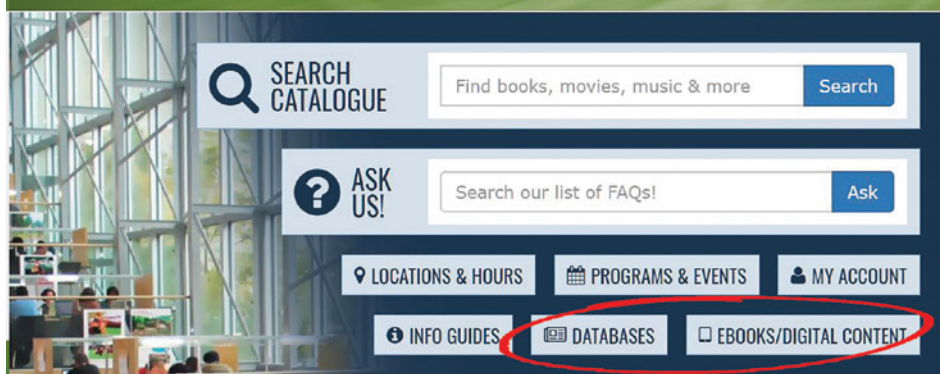 SEARCH
CATALOGUE
Find books, movies, music & more
Search
ASK
US!
Search our list of FAQs!
Ask
LOCATIONS & HOURS
PROGRAMS & EVENTS
MY ACCOUNT
INFO GUIDES
DATABASES
EBOOKS/DIGITAL CONTENT